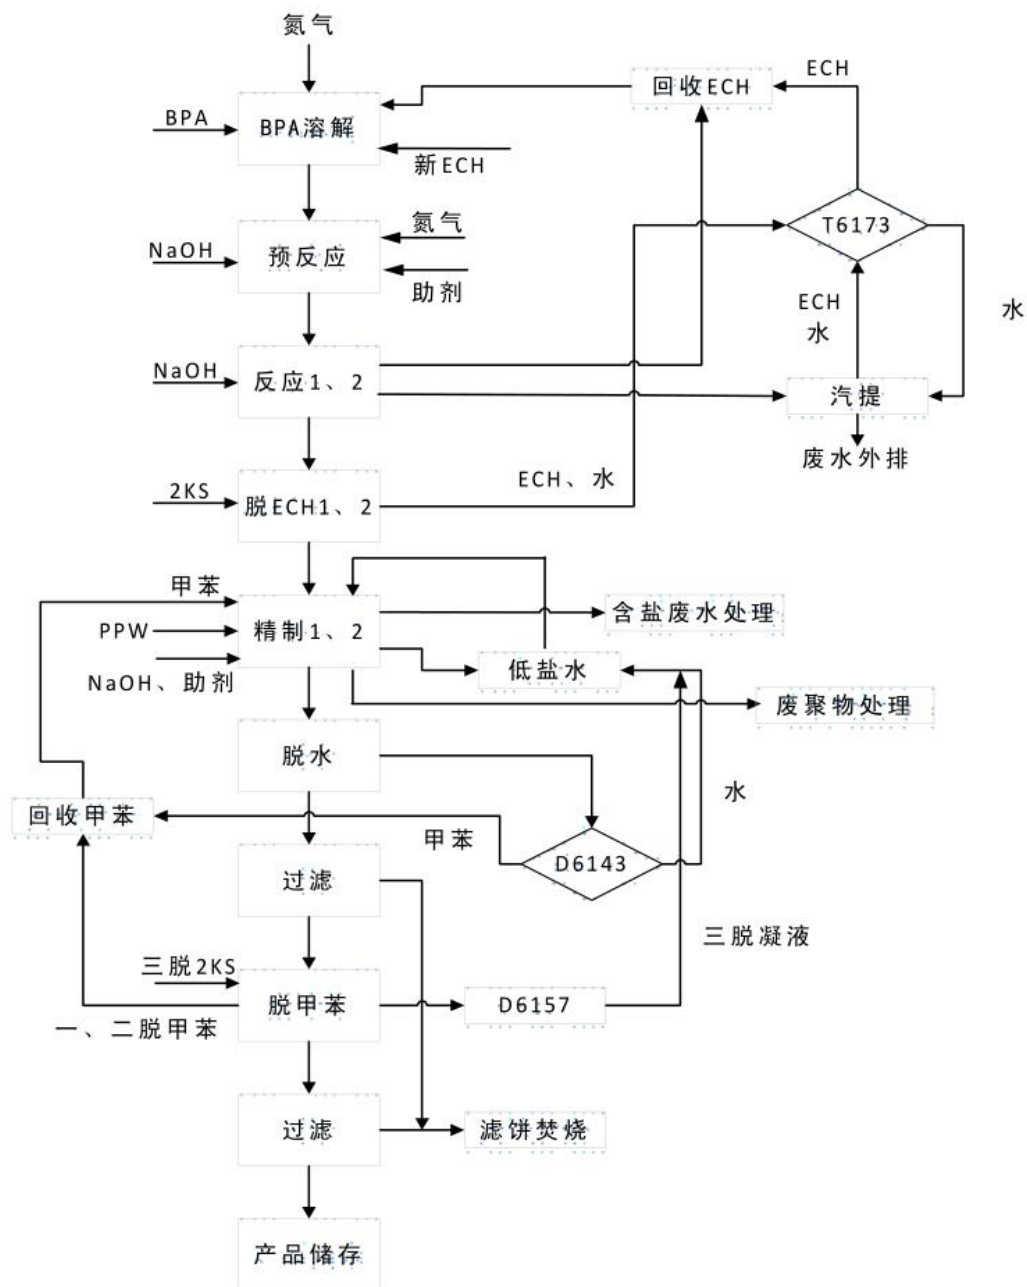 氮气
ECH
回收ECH
BPA
BPA溶解
新ECH
T6173
氮气
NaOH
预反应
助剂
ECH
水
水
NaOH
反应1、2
汽提
废水外排
2KS
脱ECH1、2
ECH、水
甲苯
含盐废水处理
PPW
精制1、2
低盐水
NaOH、助剂
废聚物处理
脱水
水
回收甲苯
甲苯
D6143
过滤
三脱凝液
三脱2KS
脱甲苯
D6157
一、二脱甲苯
过滤
滤饼焚烧
产品储存